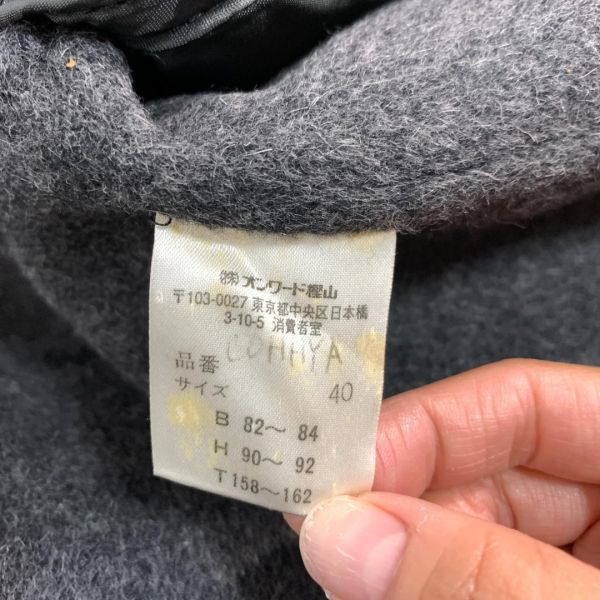 ㈱オンワード樫山
〒103-0027 東京都中央区日本橋
3-10-5 消費者室
品番
サイズ 40
B 82～ 84
H 90～ 92
T 158～162